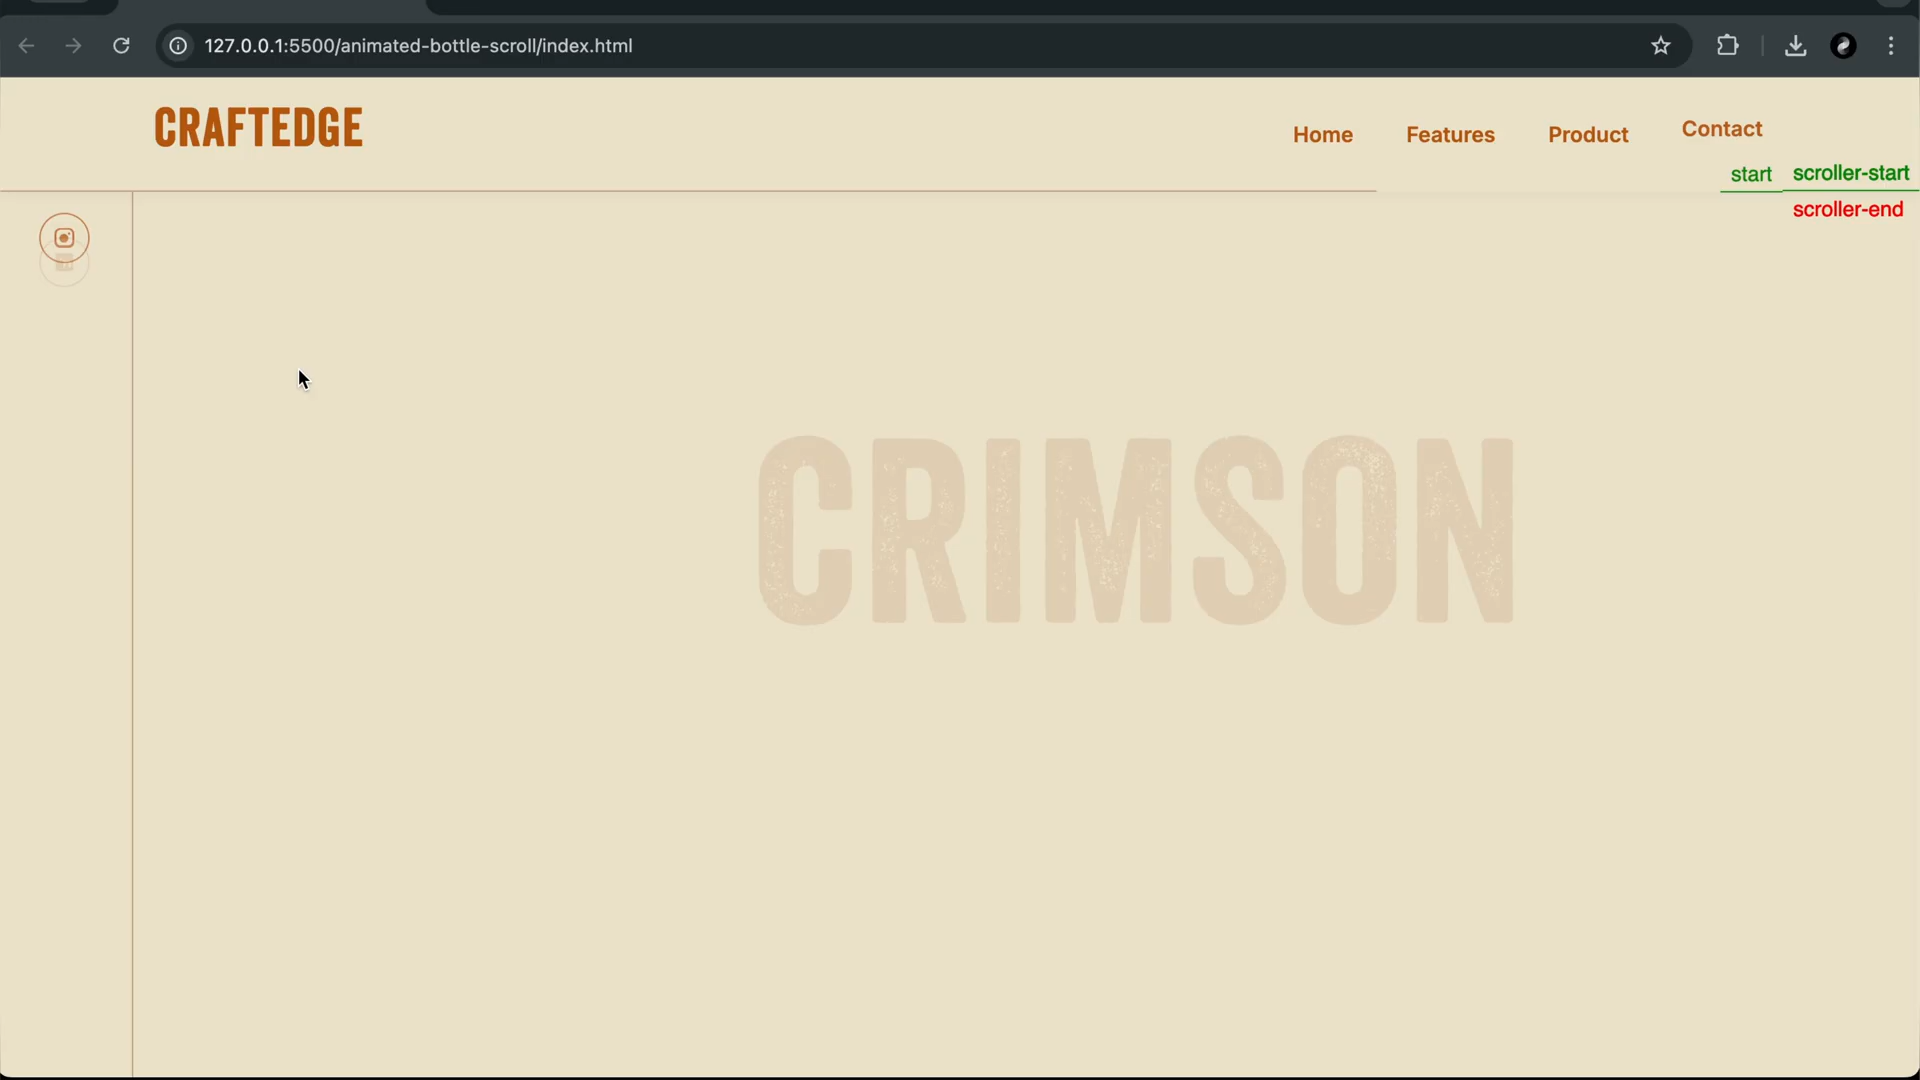 127.0.0.1:5500/animated-bottle-scroll/index.html
CRAFTEDGE
Home Features Product Contact
start scroller-start
scroller-end
CRIMSON